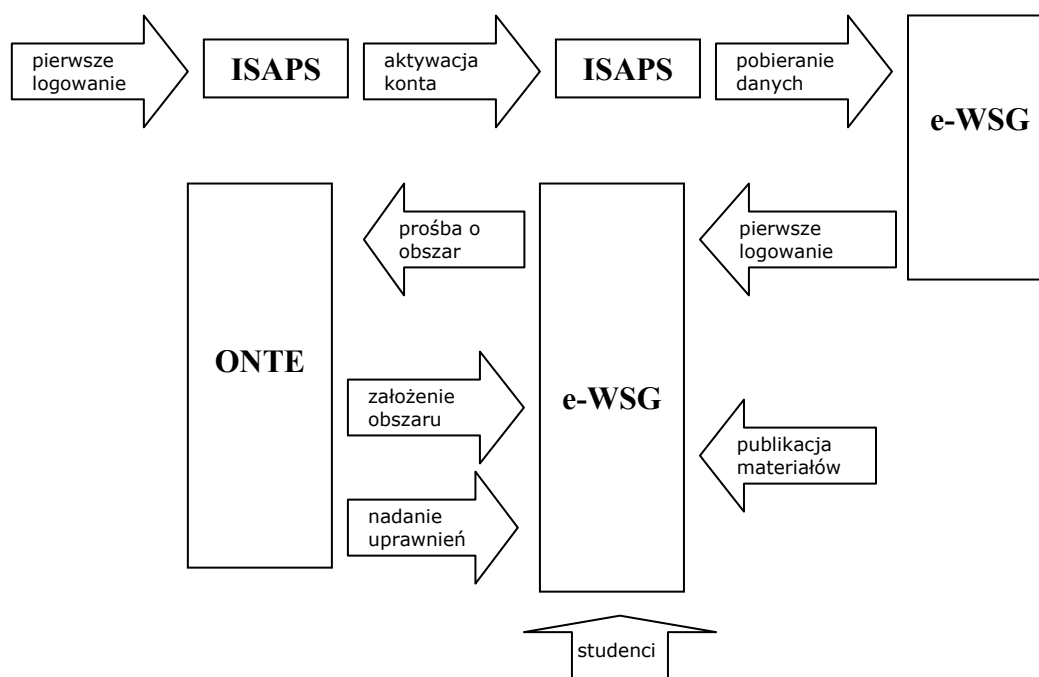 pierwsze
logowanie
ISAPS
aktywacja
konta
ISAPS
pobieranie
danych
e-WSG
prośba o
obszar
pierwsze
logowanie
ONTE
założenie
obszaru
e-WSG
publikacja
materiałów
nadanie
uprawnień
studenci